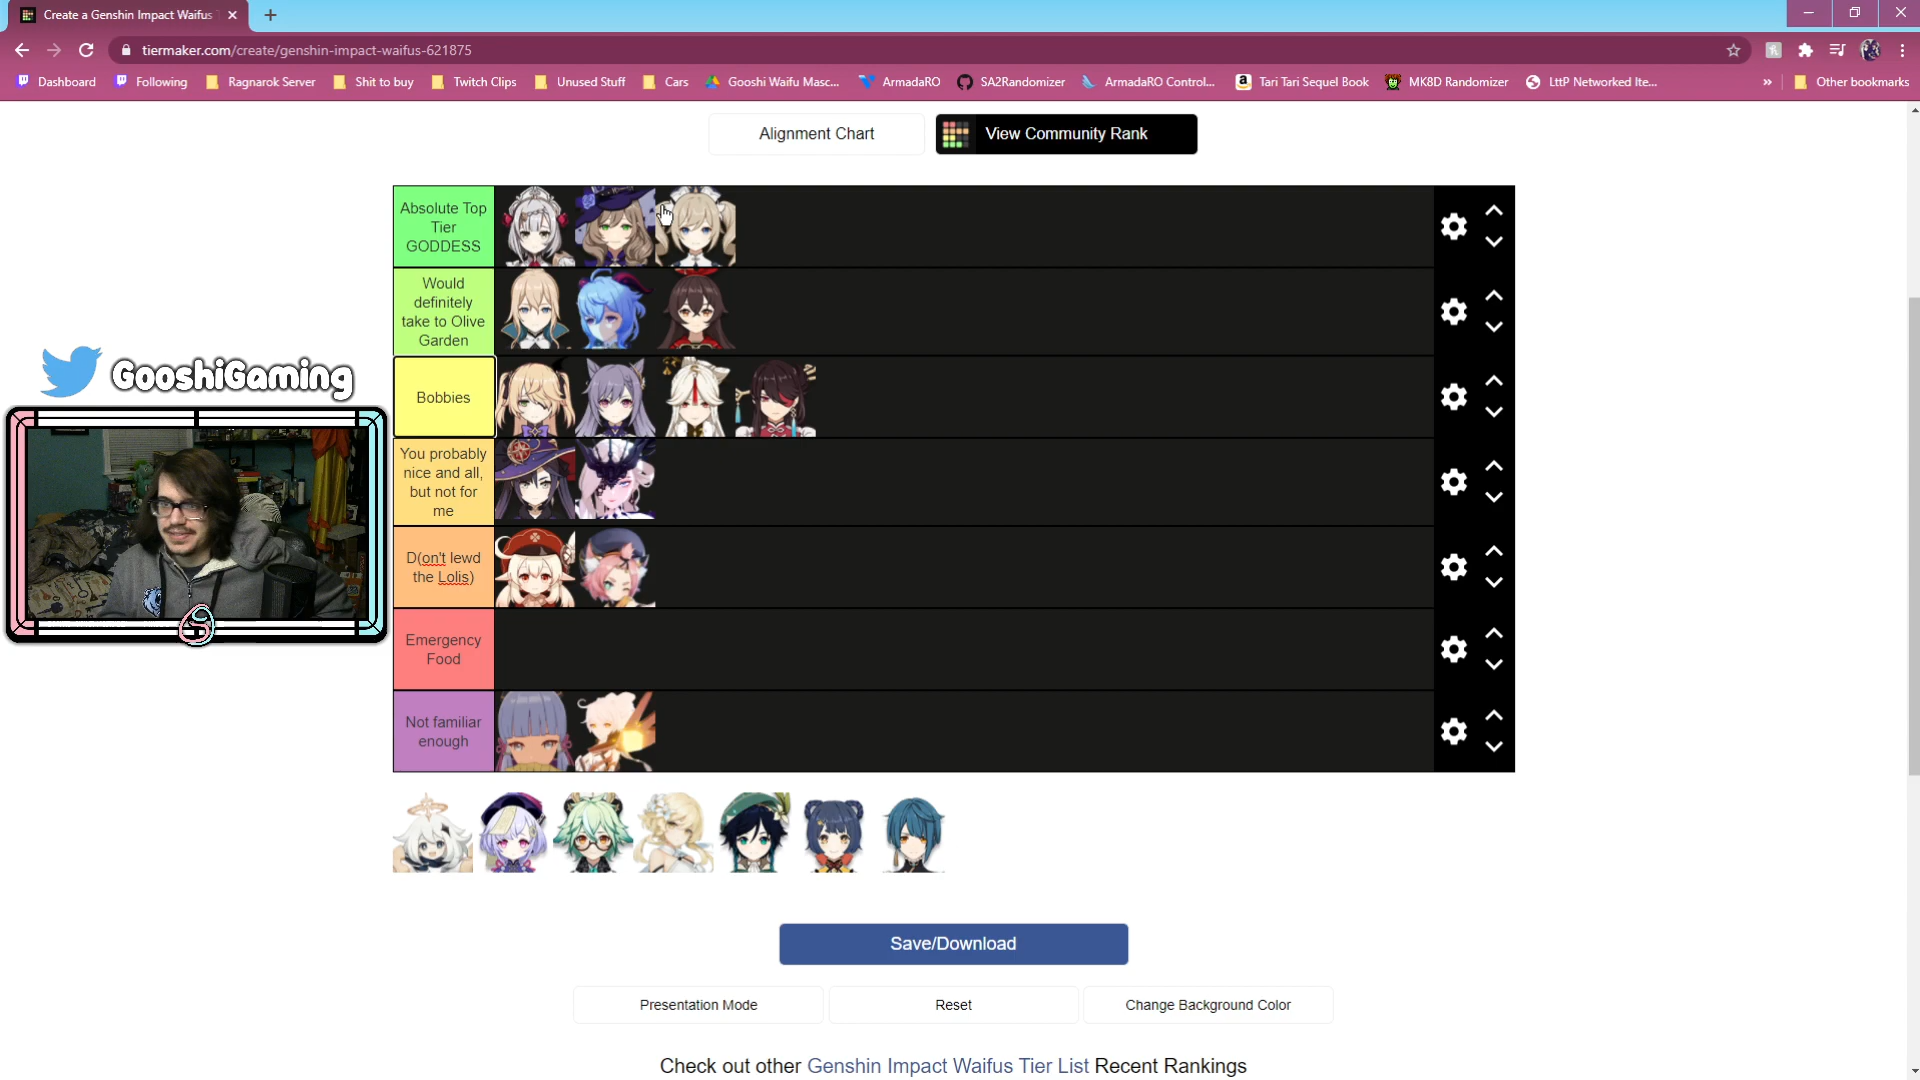 Create a Genshin Impact Waifus
tiermaker.com/create/genshin-impact-waifus-621875
Dashboard Following Ragnarok Server Shit to buy Twitch Clips Unused Stuff Cars Gooshi Waifu Masc... ArmadaRO SA2Randomizer ArmadaRO Control... Tari Tari Sequel Book MK8D Randomizer LttP Networked Ite... » Other bookmarks
Alignment Chart View Community Rank
Absolute Top
Tier
GODDESS
Would
definitely
take to Olive
Garden
Bobbies
You probably
nice and all,
but not for
me
D(on't lewd
the Lolis)
Emergency
Food
Not familiar
enough
GooshiGaming
Save/Download
Presentation Mode Reset Change Background Color
Check out other Genshin Impact Waifus Tier List Recent Rankings